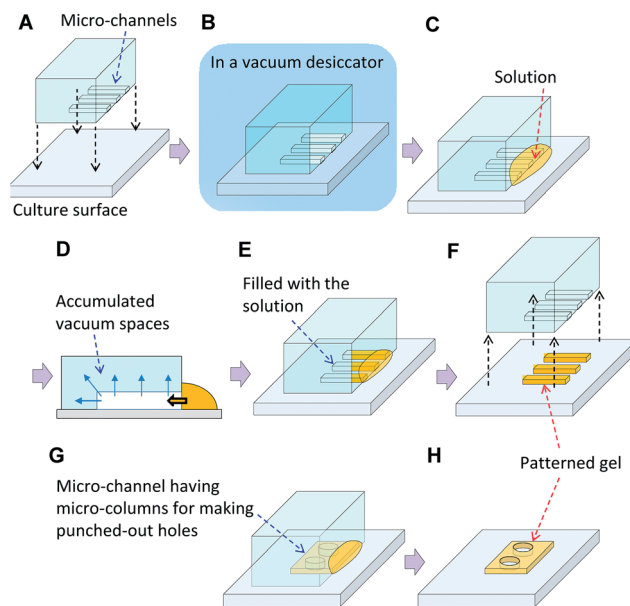 A
Micro-channels
Culture surface
B
In a vacuum desiccator
C
Solution
D
Accumulated
vacuum spaces
E
Filled with the
solution
F
Patterned gel
G
Micro-channel having
micro-columns for making
punched-out holes
H